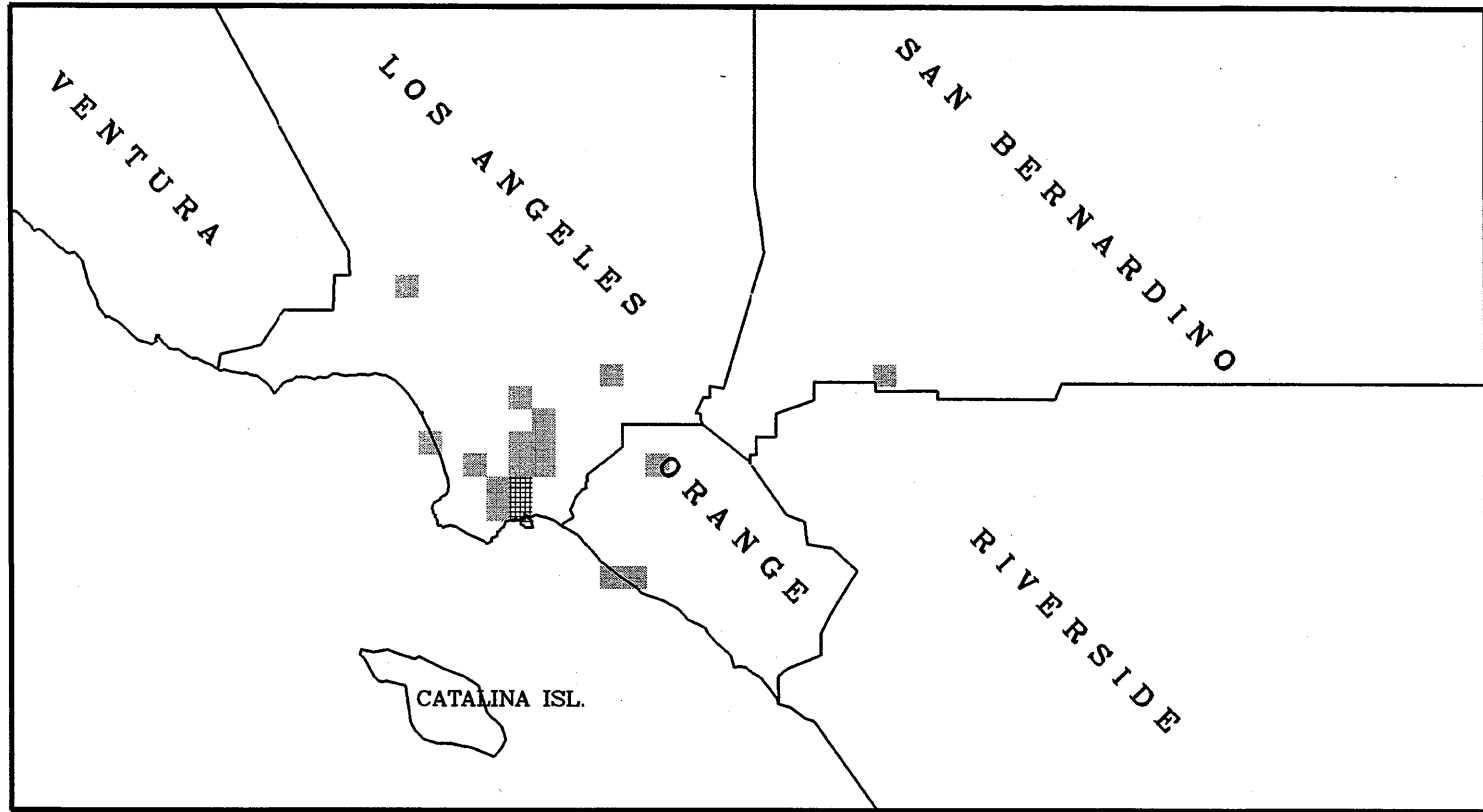 VENTURA
LOS ANGELES
SAN BERNARDINO
ORANGE
RIVERSIDE
CATALINA ISL.